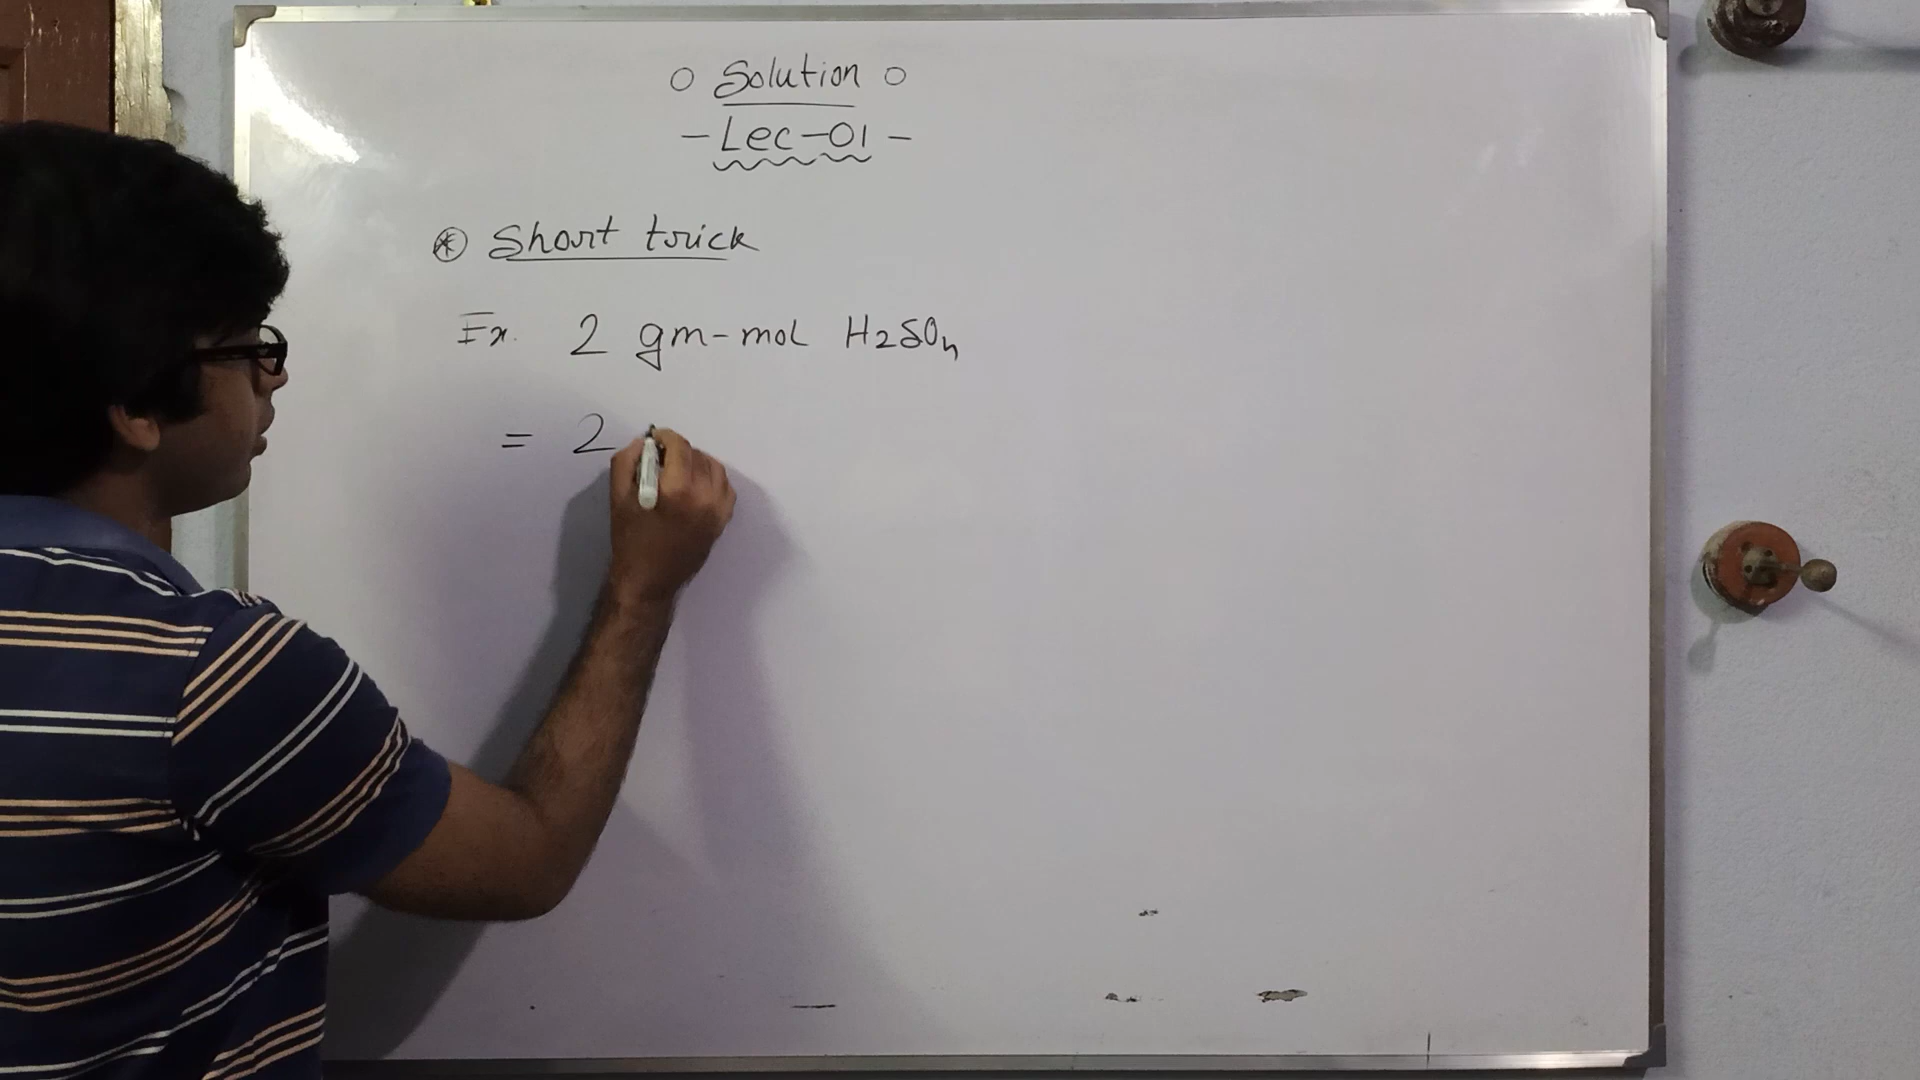 Solution
-Lec-01-
* Short trick
Ex. 2 gm-mol H2SO4
= 2